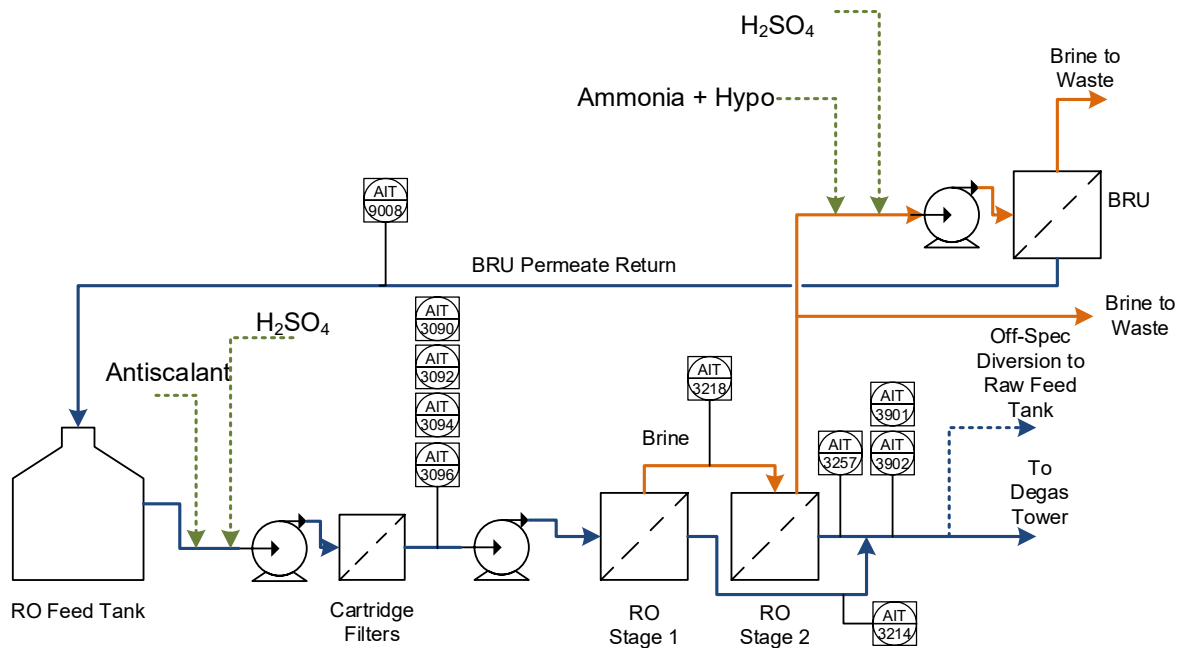 H₂SO₄
Brine to
Waste
Ammonia + Hypo
AIT
9008
BRU
BRU Permeate Return
AIT
3090
H₂SO₄
Brine to
Waste
AIT
3092
Antiscalant
Off-Spec
Diversion to
Raw Feed
Tank
AIT
3218
AIT
3094
AIT
3901
Brine
AIT
3096
AIT
3257
AIT
3902
To
Degas
Tower
RO Feed Tank
Cartridge
Filters
RO
Stage 1
RO
Stage 2
AIT
3214